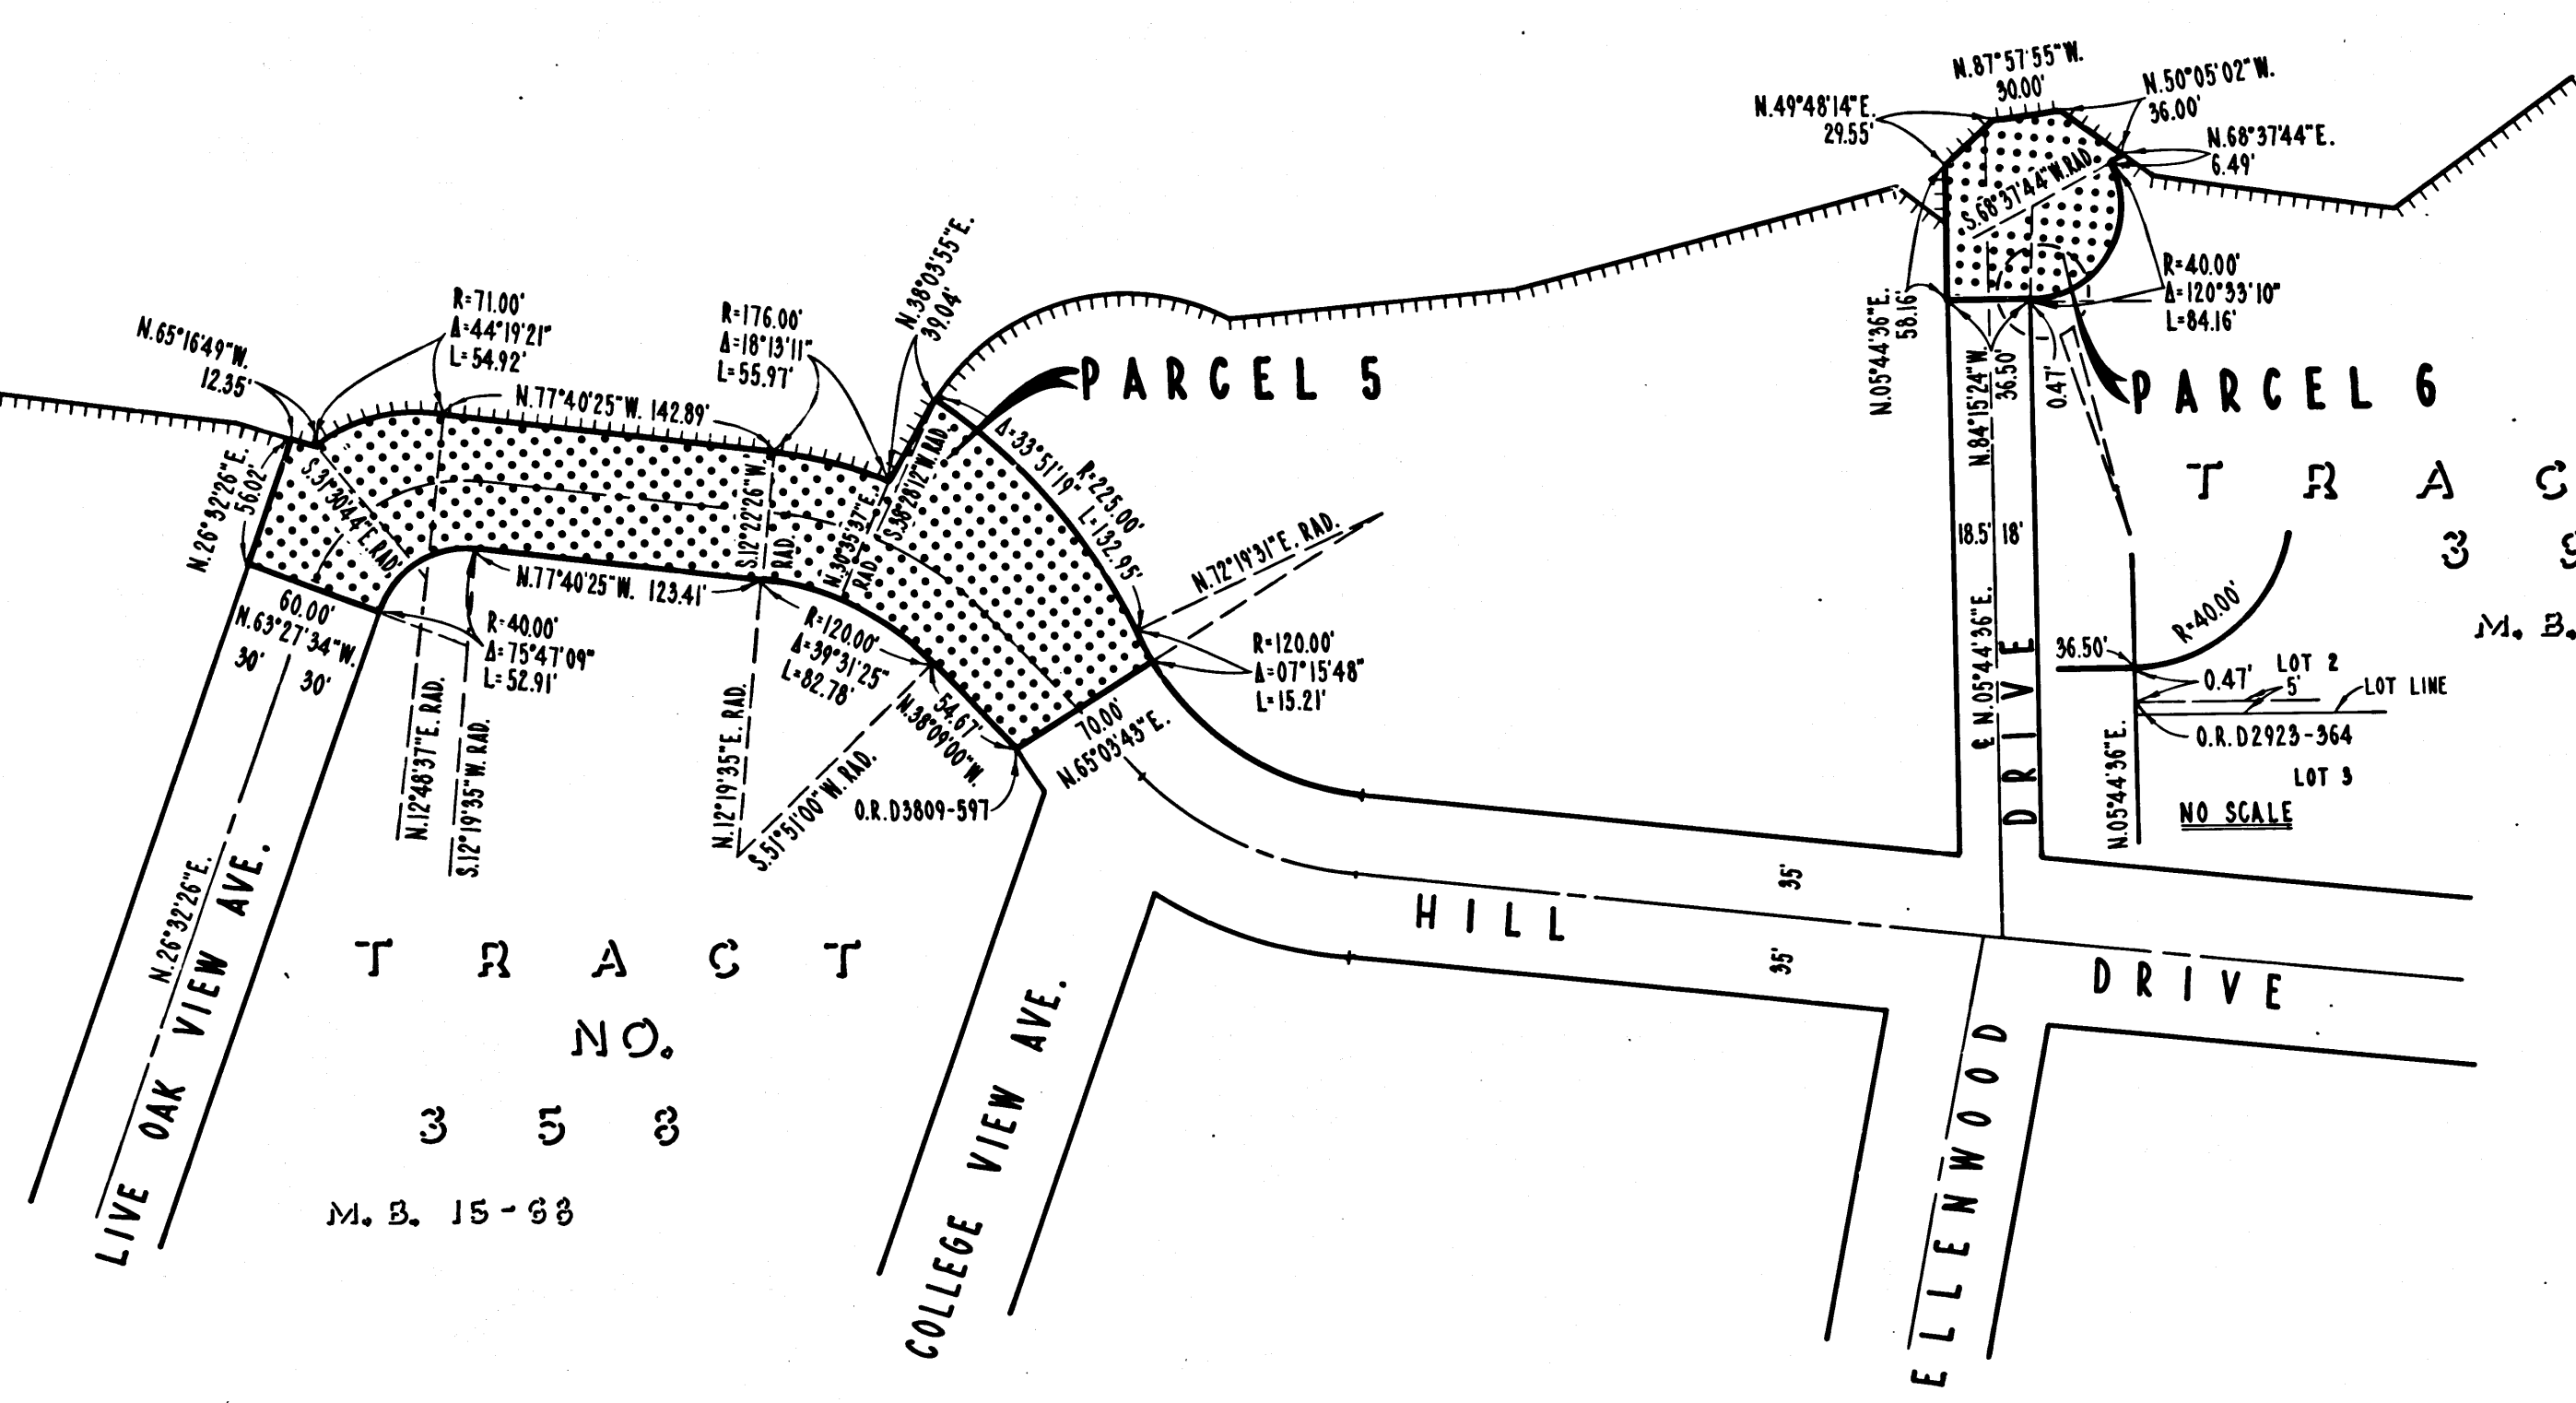 N.87°57'55"W.
30.00'
N.50°05'02"W.
36.00'
N.49°48'14"E.
29.55'
N.68°37'44"E.
6.49'
S.68°37'44"W.RAD.
R=40.00'
Δ=120°33'10"
L=84.16'
N.05°44'36"E.
58.16'
N.84°15'24"W.
36.50'
0.47'
PARCEL 6
N.65°16'49"W.
12.35'
R=71.00'
Δ=44°19'21"
L=54.92'
N.77°40'25"W. 142.89'
R=176.00'
Δ=18°13'11"
L=55.97'
N.38°03'55"E.
39.04'
PARCEL 5
Δ=33°51'19"
R=225.00'
L=132.95'
N.72°19'31"E. RAD.
N.26°32'26"E.
56.02'
S.31°30'44"E.RAD.
S.12°22'26"W.
RAD.
N.30°35'37"E.
RAD.
S.38°28'12"W.RAD.
60.00'
N.63°27'34"W.
30'
30'
N.77°40'25"W. 123.41'
R=40.00'
Δ=75°47'09"
L=52.91'
R=120.00'
Δ=39°31'25"
L=82.78'
54.67'
N.38°09'00"W.
70.00'
N.65°03'43"E.
R=120.00'
Δ=07°15'48"
L=15.21'
N.12°48'37"E. RAD.
S.12°19'35"W. RAD.
N.12°19'35"E. RAD.
S.51°51'00"W. RAD.
O.R.D3809-597
N.26°32'26"E.
LIVE OAK VIEW AVE.
TRACT
NO.
358
COLLEGE VIEW AVE.
HILL
DRIVE
35'
35'
ELLENWOOD
DRIVE
18.5'
18'
℄ N.05°44'36"E.
TRAC
3
M. B.
R=40.00'
36.50'
0.47'
LOT 2
5'
LOT LINE
O.R.D2923-364
LOT 3
N.05°44'36"E.
NO SCALE